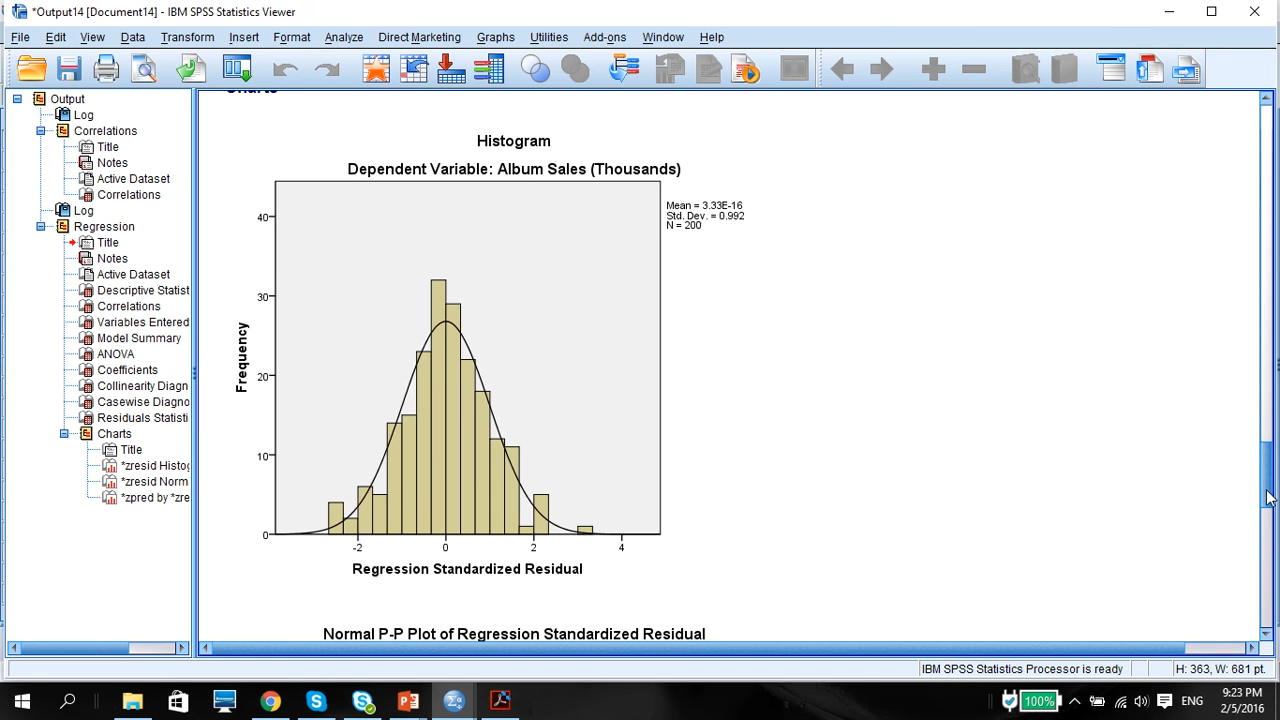 *Output14 [Document14] - IBM SPSS Statistics Viewer
File Edit View Data Transform Insert Format Analyze Direct Marketing Graphs Utilities Add-ons Window Help
Output
Log
Correlations
Title
Notes
Active Dataset
Correlations
Log
Regression
Title
Notes
Active Dataset
Descriptive Statist
Correlations
Variables Entered
Model Summary
ANOVA
Coefficients
Collinearity Diagn
Casewise Diagno
Residuals Statisti
Charts
Title
*zresid Histog
*zresid Norm
*zpred by *zre
Charts
Histogram
Dependent Variable: Album Sales (Thousands)
Mean = 3.33E-16
Std. Dev. = 0.992
N = 200
40
30
20
10
0
Frequency
-2 0 2 4
Regression Standardized Residual
Normal P-P Plot of Regression Standardized Residual
IBM SPSS Statistics Processor is ready H: 363, W: 681 pt.
100% ENG 9:23 PM
2/5/2016